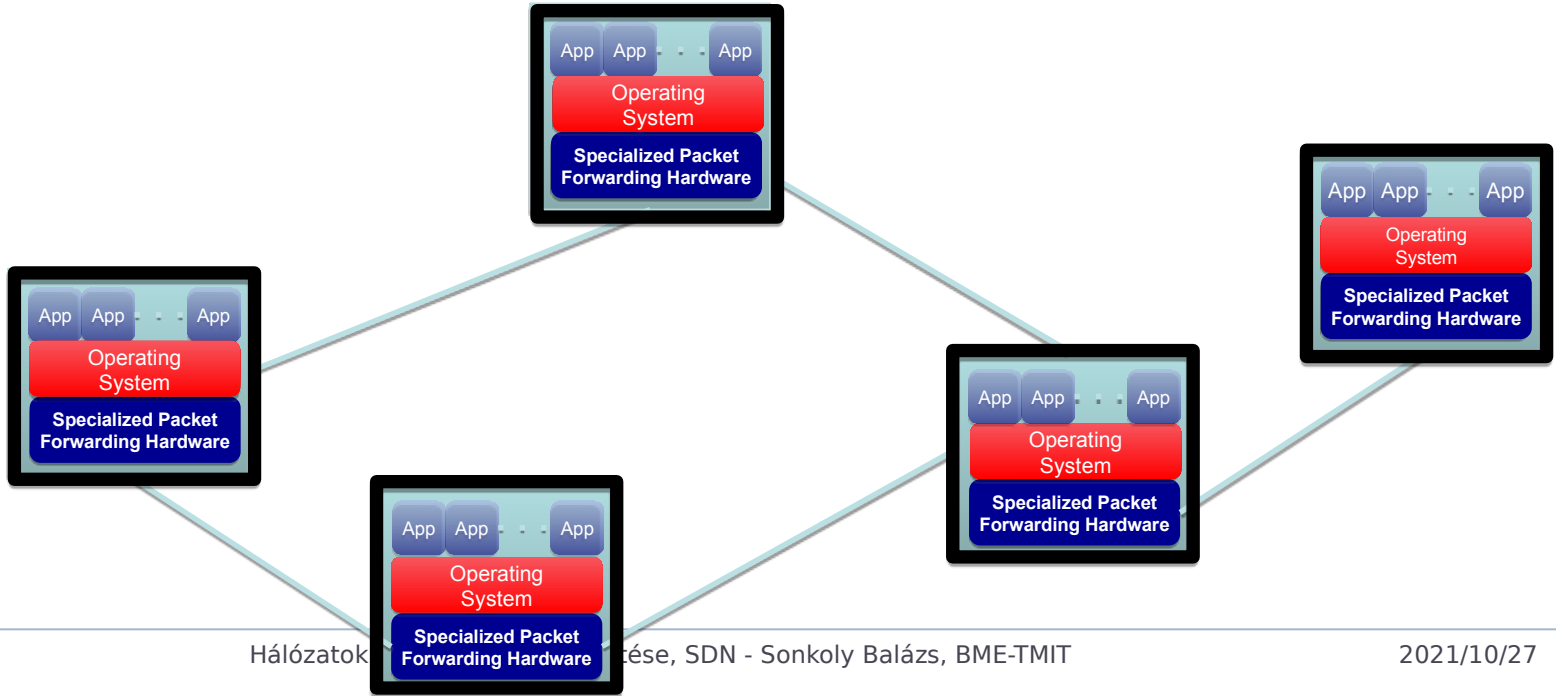 App App · · · App
Operating
System
Specialized Packet
Forwarding Hardware
App App · · · App
Operating
System
Specialized Packet
Forwarding Hardware
App App · · · App
Operating
System
Specialized Packet
Forwarding Hardware
App App · · · App
Operating
System
Specialized Packet
Forwarding Hardware
App App · · · App
Operating
System
Specialized Packet
Forwarding Hardware
Hálózatok tése, SDN - Sonkoly Balázs, BME-TMIT 2021/10/27